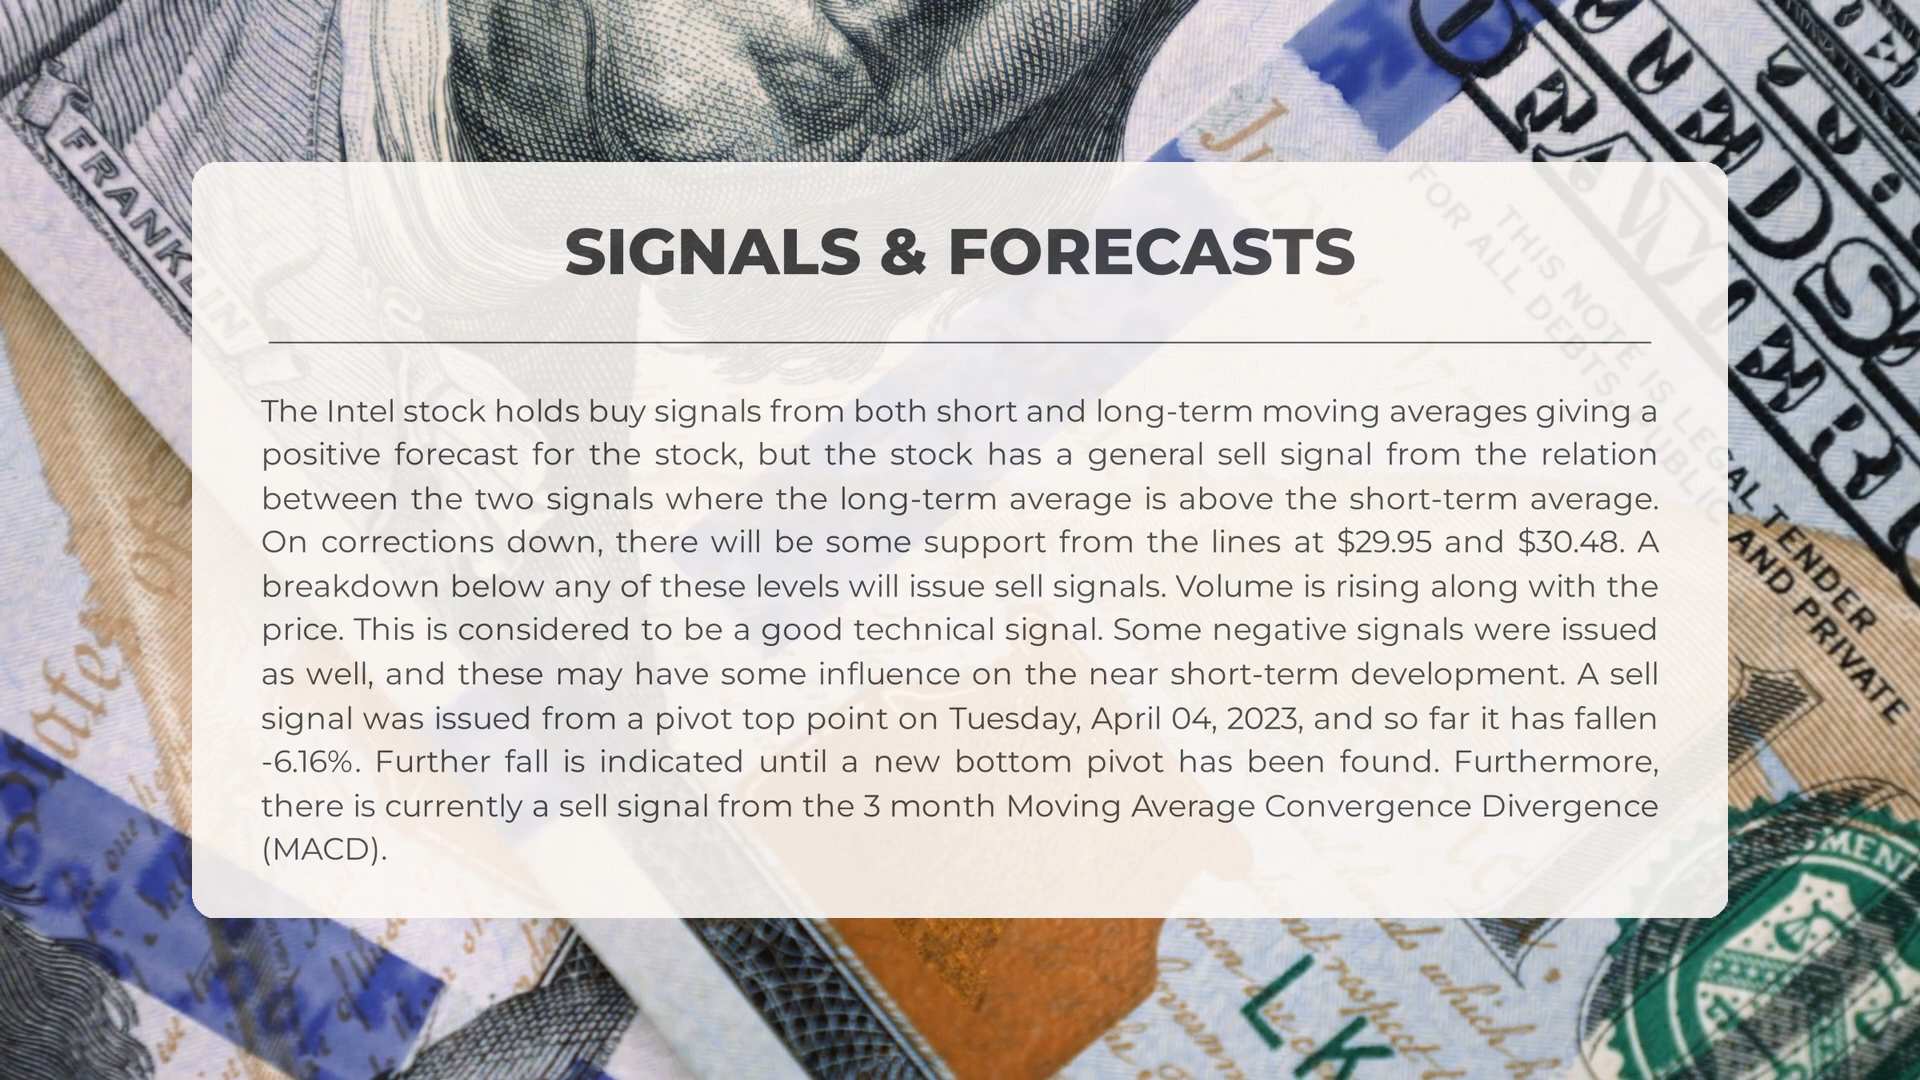 FRANKLIN
SIGNALS & FORECASTS
The Intel stock holds buy signals from both short and long-term moving averages giving a
positive forecast for the stock, but the stock has a general sell signal from the relation
between the two signals where the long-term average is above the short-term average.
On corrections down, there will be some support from the lines at $29.95 and $30.48. A
breakdown below any of these levels will issue sell signals. Volume is rising along with the
price. This is considered to be a good technical signal. Some negative signals were issued
as well, and these may have some influence on the near short-term development. A sell
signal was issued from a pivot top point on Tuesday, April 04, 2023, and so far it has fallen
-6.16%. Further fall is indicated until a new bottom pivot has been found. Furthermore,
there is currently a sell signal from the 3 month Moving Average Convergence Divergence
(MACD).
THIS NOTE IS LEGAL TENDER
FOR ALL DEBTS, PUBLIC AND PRIVATE
L K